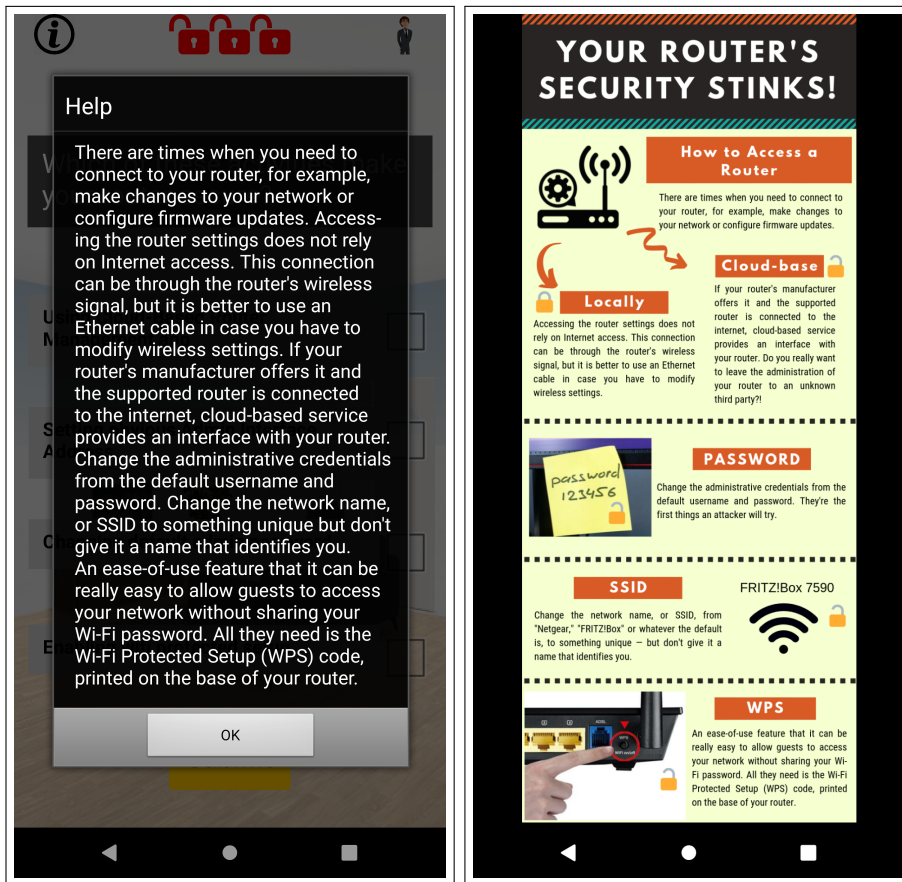 Help
There are times when you need to
connect to your router, for example,
make changes to your network or
configure firmware updates. Access-
ing the router settings does not rely
on Internet access. This connection
can be through the router's wireless
signal, but it is better to use an
Ethernet cable in case you have to
modify wireless settings. If your
router's manufacturer offers it and
the supported router is connected
to the internet, cloud-based service
provides an interface with your router.
Change the administrative credentials
from the default username and
password. Change the network name,
or SSID to something unique but don't
give it a name that identifies you.
An ease-of-use feature that it can be
really easy to allow guests to access
your network without sharing your
Wi-Fi password. All they need is the
Wi-Fi Protected Setup (WPS) code,
printed on the base of your router.
OK
YOUR ROUTER'S
SECURITY STINKS!
How to Access a
Router
There are times when you need to connect to
your router, for example, make changes to
your network or configure firmware updates.
Locally
Accessing the router settings does not
rely on Internet access. This connection
can be through the router's wireless
signal, but it is better to use an Ethernet
cable in case you have to modify
wireless settings.
Cloud-base
If your router's manufacturer
offers it and the supported
router is connected to the
internet, cloud-based service
provides an interface with
your router. Do you really want
to leave the administration of
your router to an unknown
third party?!
password
123456
PASSWORD
Change the administrative credentials from the
default username and password. They're the
first things an attacker will try.
SSID
Change the network name, or SSID, from
"Netgear," "FRITZ!Box" or whatever the default
is, to something unique — but don't give it a
name that identifies you.
FRITZ!Box 7590
ADSL
WPS
WiFi on/off
WPS
An ease-of-use feature that it can be
really easy to allow guests to access
your network without sharing your Wi-
Fi password. All they need is the Wi-Fi
Protected Setup (WPS) code, printed
on the base of your router.